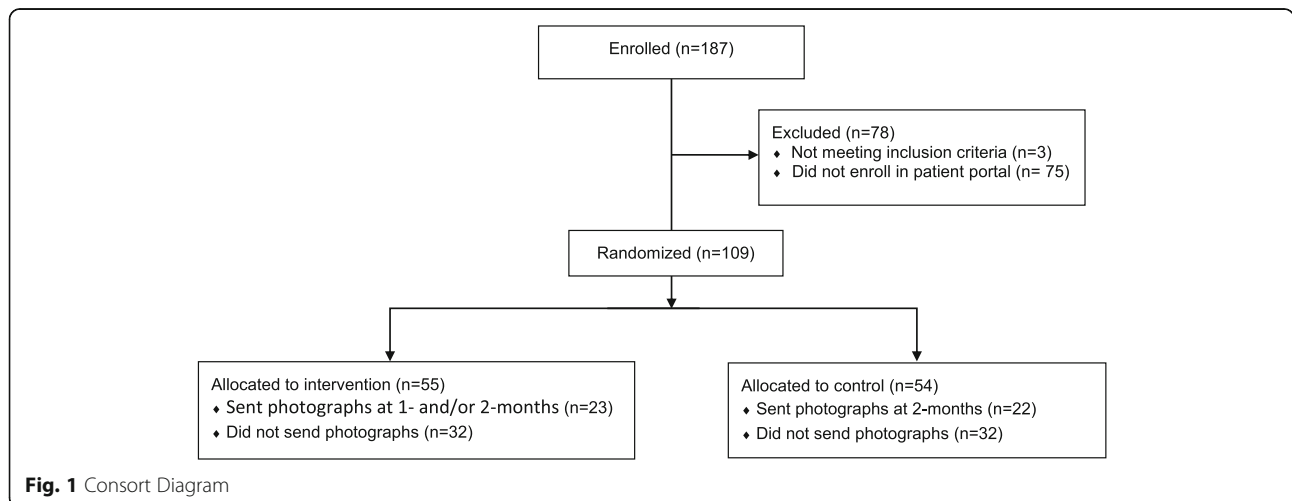 Enrolled (n=187)
Excluded (n=78)
♦ Not meeting inclusion criteria (n=3)
♦ Did not enroll in patient portal (n= 75)
Randomized (n=109)
Allocated to intervention (n=55)
♦ Sent photographs at 1- and/or 2-months (n=23)
♦ Did not send photographs (n=32)
Allocated to control (n=54)
♦ Sent photographs at 2-months (n=22)
♦ Did not send photographs (n=32)
Fig. 1 Consort Diagram